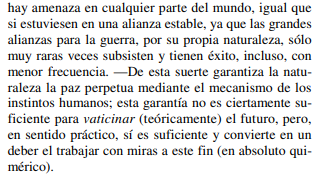 hay amenaza en cualquier parte del mundo, igual que
si estuviesen en una alianza estable, ya que las grandes
alianzas para la guerra, por su propia naturaleza, sólo
muy raras veces subsisten y tienen éxito, incluso, con
menor frecuencia. —De esta suerte garantiza la natu-
raleza la paz perpetua mediante el mecanismo de los
instintos humanos; esta garantía no es ciertamente su-
ficiente para vaticinar (teóricamente) el futuro, pero,
en sentido práctico, sí es suficiente y convierte en un
deber el trabajar con miras a este fin (en absoluto qui-
mérico).